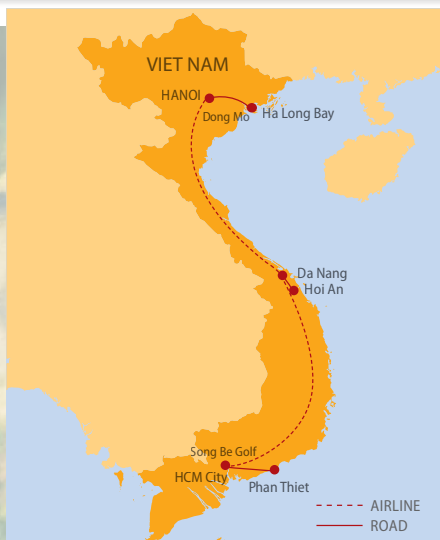 VIET NAM
HANOI
Dong Mo
Ha Long Bay
Da Nang
Hoi An
Song Be Golf
HCM City
Phan Thiet
AIRLINE
ROAD